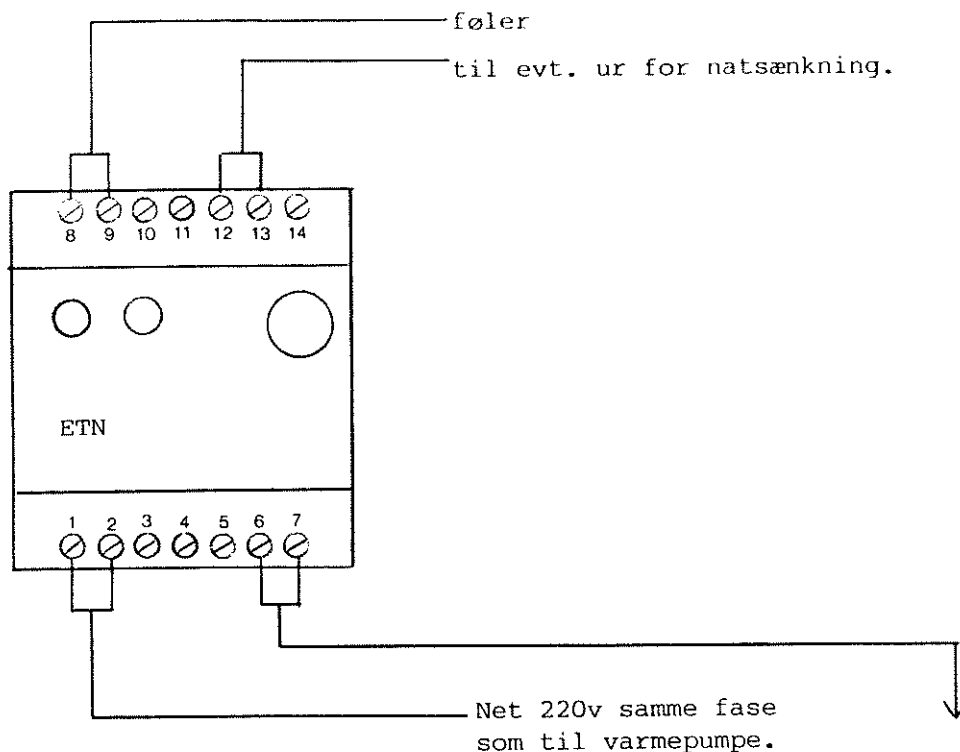 føler
til evt. ur for natsænkning.
8 9 10 11 12 13 14
ETN
1 2 3 4 5 6 7
Net 220v samme fase
som til varmepumpe.